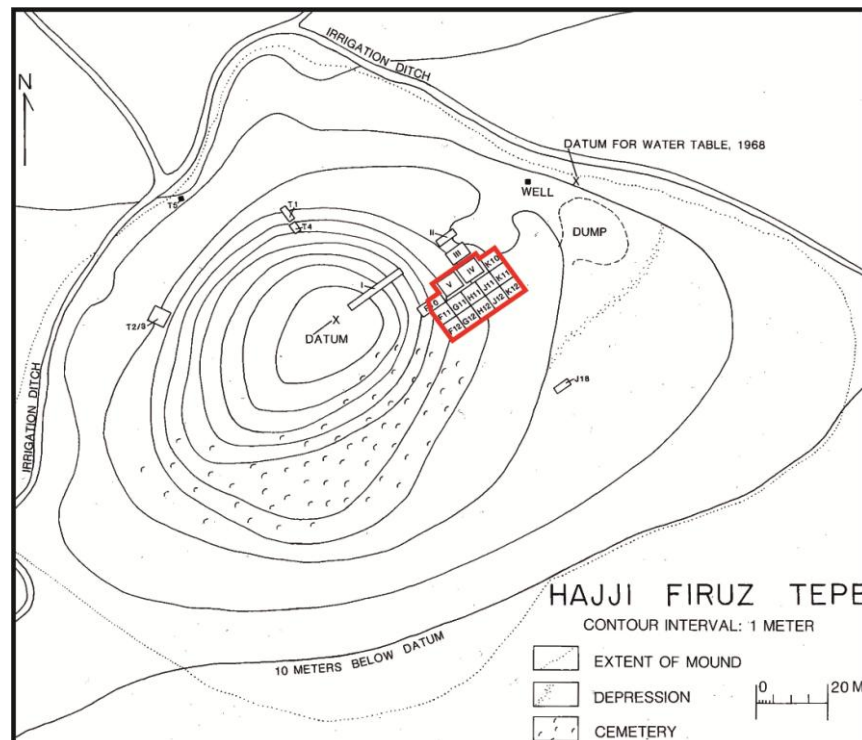 IRRIGATION DITCH
N
DATUM FOR WATER TABLE, 1968
X
WELL
T5
T1
T4
II
III
DUMP
K10
IV
V
I
K11
J11
H11
G11
F11
K12
J12
H12
G12
F12
T2/3
X
DATUM
J18
IRRIGATION DITCH
HAJJI FIRUZ TEPE
CONTOUR INTERVAL: 1 METER
10 METERS BELOW DATUM
EXTENT OF MOUND
0 20 M
DEPRESSION
CEMETERY